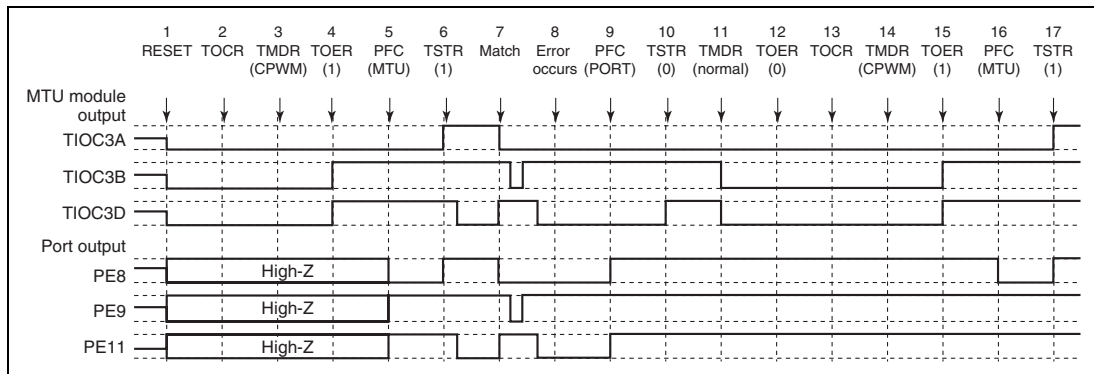 1 2 3 4 5 6 7 8 9 10 11 12 13 14 15 16 17
RESET TOCR TMDR TOER PFC TSTR Match Error PFC TSTR TMDR TOER TOCR TMDR TOER PFC TSTR
(CPWM) (1) (MTU) (1) occurs (PORT) (0) (normal) (0) (CPWM) (1) (MTU) (1)
MTU module
output
TIOC3A
TIOC3B
TIOC3D
Port output
PE8 High-Z
PE9 High-Z
PE11 High-Z